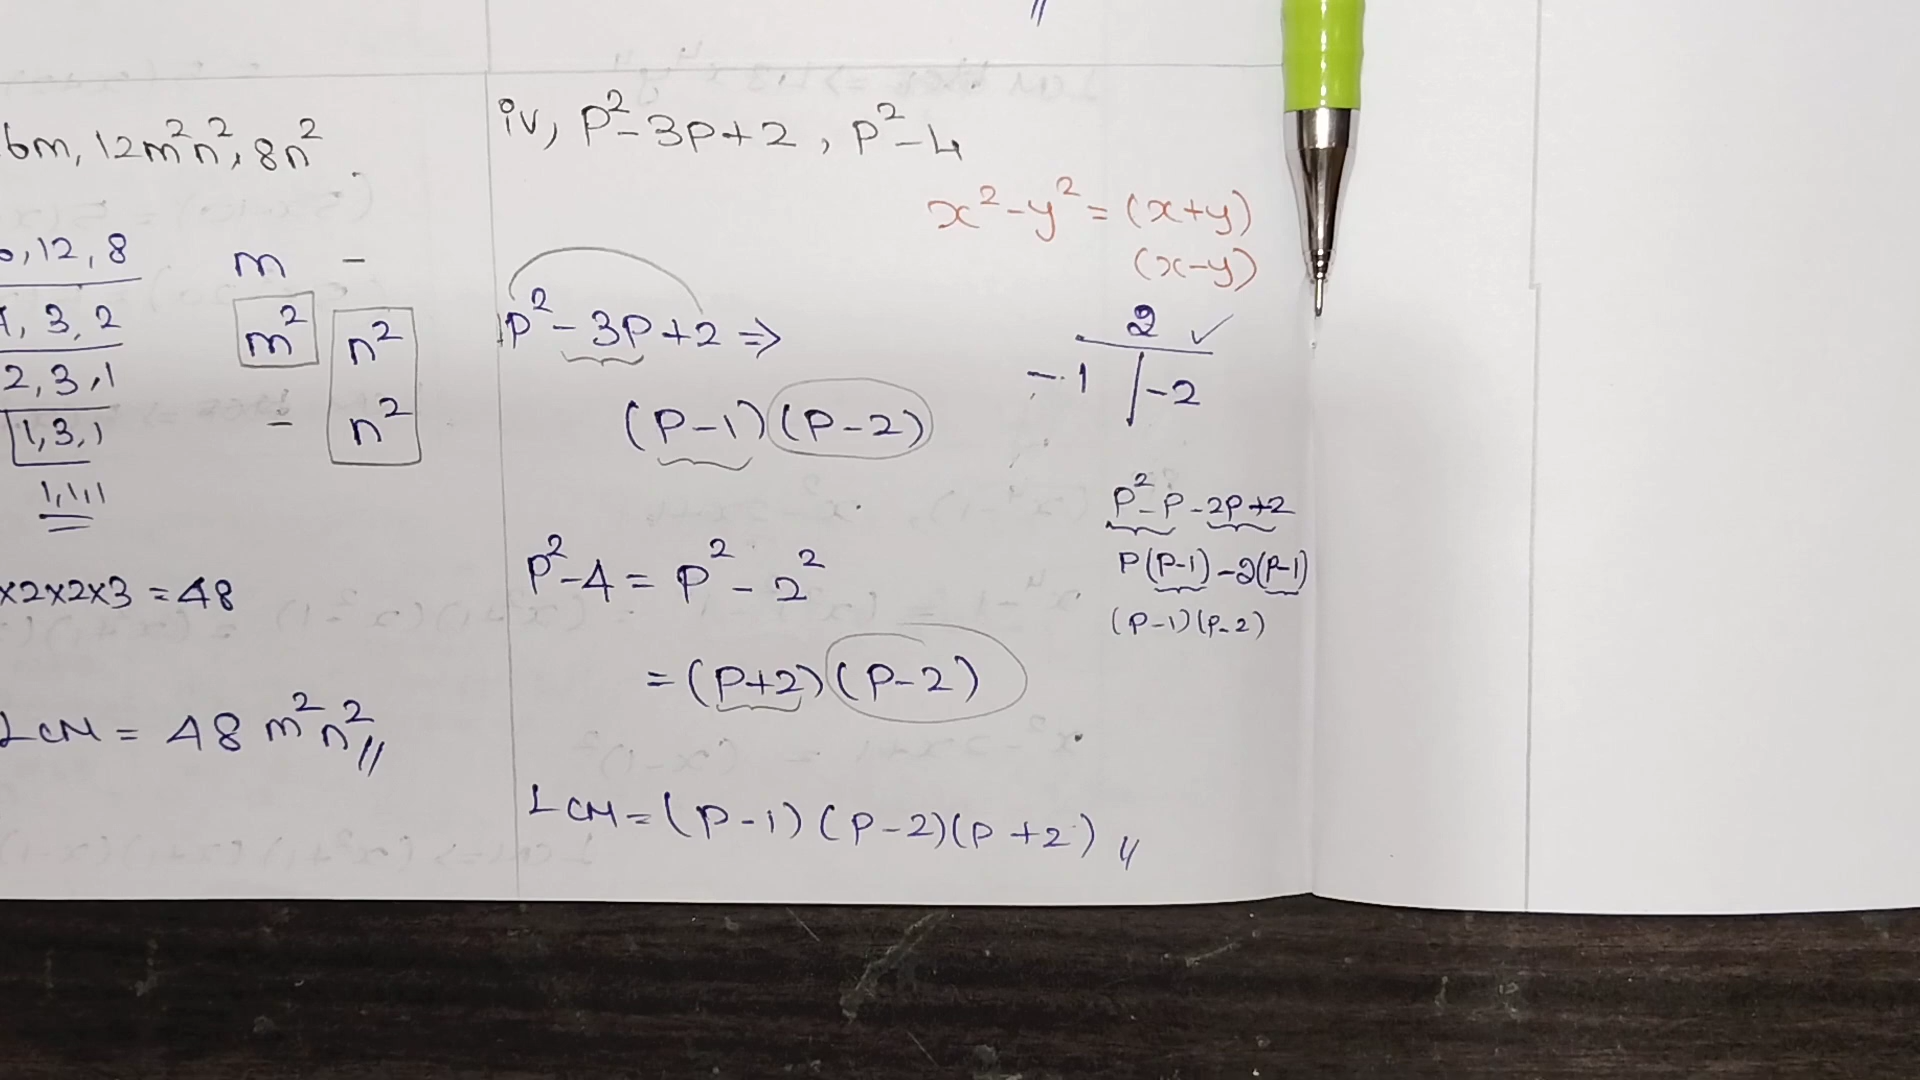 6m, 12m²n², 8n²
, 12, 8
, 3, 2
2, 3, 1
1, 3, 1
1, 1, 1
m -
m² n²
- n²
×2×2×3 = 48
LCM = 48 m²n² //
iv, p²-3p+2, p²-4
x²-y² = (x+y)
(x-y)
p²-3p+2 ⇒
(p-1)(p-2)
2 ✓
-1 | -2
p²-p-2p+2
p(p-1)-2(p-1)
(p-1)(p-2)
p²-4 = p²-2²
= (p+2)(p-2)
LCM = (p-1)(p-2)(p+2) //